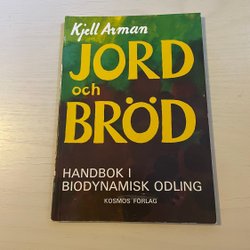 Kjell Arman
JORD
och
BRÖD
HANDBOK I
BIODYNAMISK ODLING
KOSMOS FÖRLAG